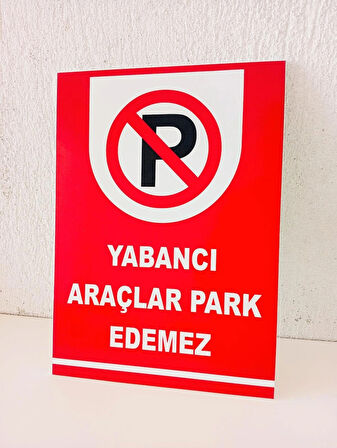 P
YABANCI
ARAÇLAR PARK
EDEMEZ